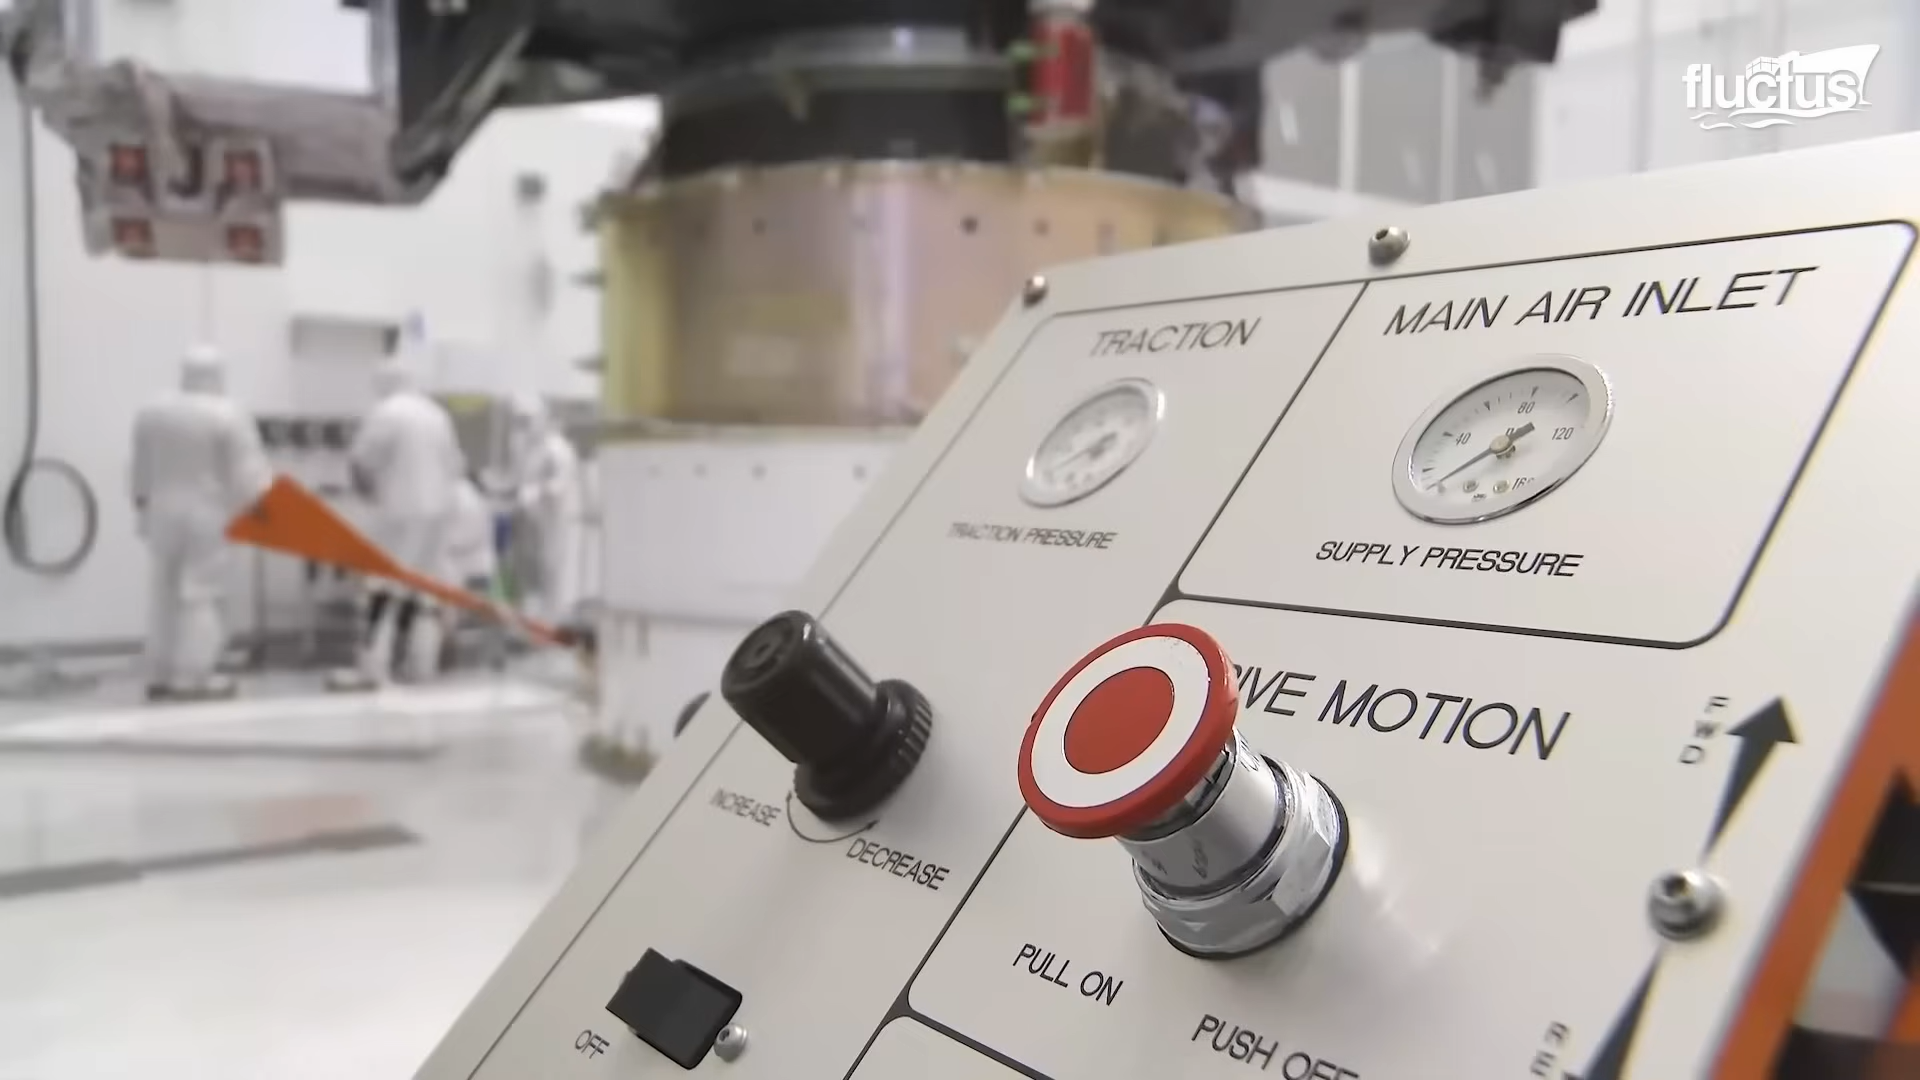 fluctus
TRACTION
MAIN AIR INLET
80
40
120
TRACTION PRESSURE
SUPPLY PRESSURE
IVE MOTION
FWD
INCREASE
DECREASE
PULL ON
PUSH OFF
OFF